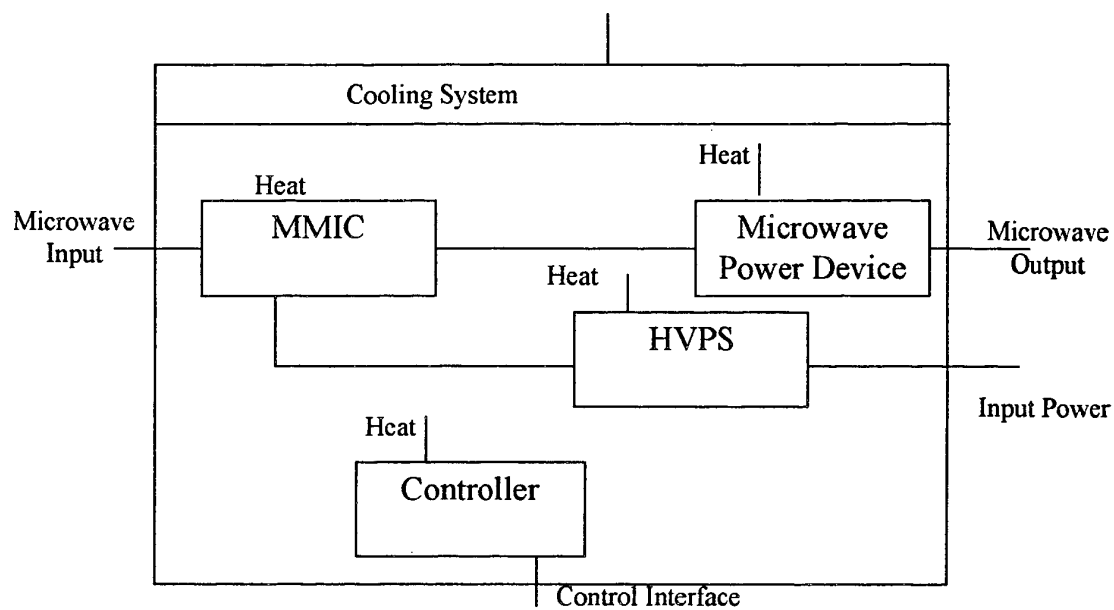 Cooling System
Heat
Heat
Microwave
Input
MMIC
Microwave
Power Device
Microwave
Output
Heat
HVPS
Input Power
Heat
Controller
Control Interface